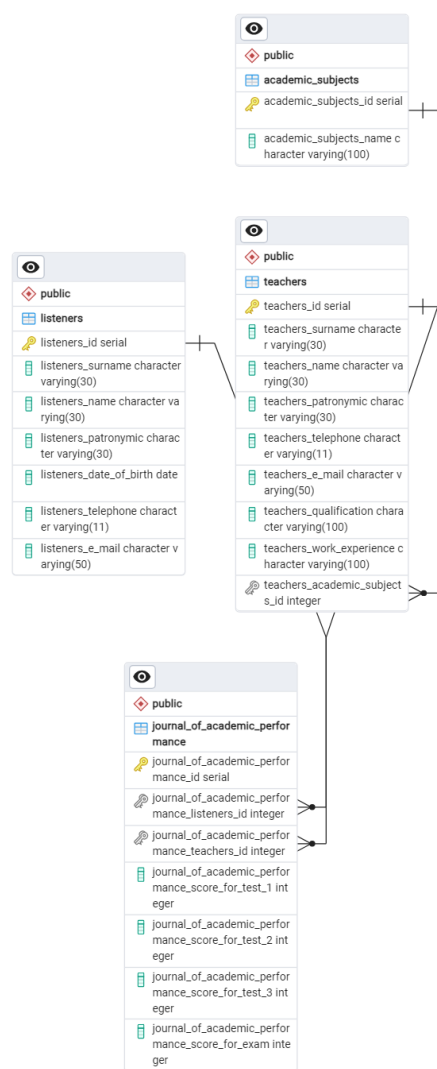 public
academic_subjects
academic_subjects_id serial
academic_subjects_name c
haracter varying(100)
public
teachers
teachers_id serial
teachers_surname characte
r varying(30)
teachers_name character va
rying(30)
teachers_patronymic charac
ter varying(30)
teachers_telephone charact
er varying(11)
teachers_e_mail character v
arying(50)
teachers_qualification chara
cter varying(100)
teachers_work_experience c
haracter varying(100)
teachers_academic_subject
s_id integer
public
listeners
listeners_id serial
listeners_surname character
varying(30)
listeners_name character va
rying(30)
listeners_patronymic charac
ter varying(30)
listeners_date_of_birth date
listeners_telephone charact
er varying(11)
listeners_e_mail character v
arying(50)
public
journal_of_academic_perfor
mance
journal_of_academic_perfor
mance_id serial
journal_of_academic_perfor
mance_listeners_id integer
journal_of_academic_perfor
mance_teachers_id integer
journal_of_academic_perfor
mance_score_for_test_1 int
eger
journal_of_academic_perfor
mance_score_for_test_2 int
eger
journal_of_academic_perfor
mance_score_for_test_3 int
eger
journal_of_academic_perfor
mance_score_for_exam inte
ger